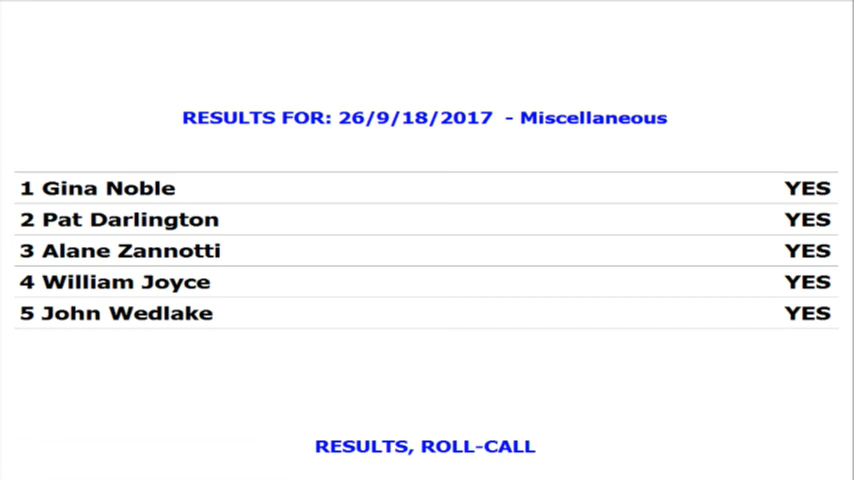 RESULTS FOR: 26/9/18/2017 - Miscellaneous
1 Gina Noble YES
2 Pat Darlington YES
3 Alane Zannotti YES
4 William Joyce YES
5 John Wedlake YES
RESULTS, ROLL-CALL